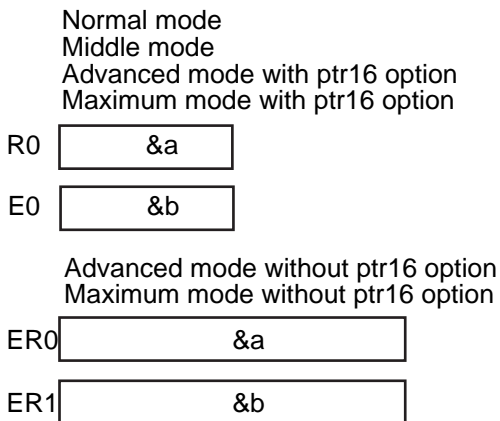 Normal mode
Middle mode
Advanced mode with ptr16 option
Maximum mode with ptr16 option
R0 &a
E0 &b
Advanced mode without ptr16 option
Maximum mode without ptr16 option
ER0 &a
ER1 &b